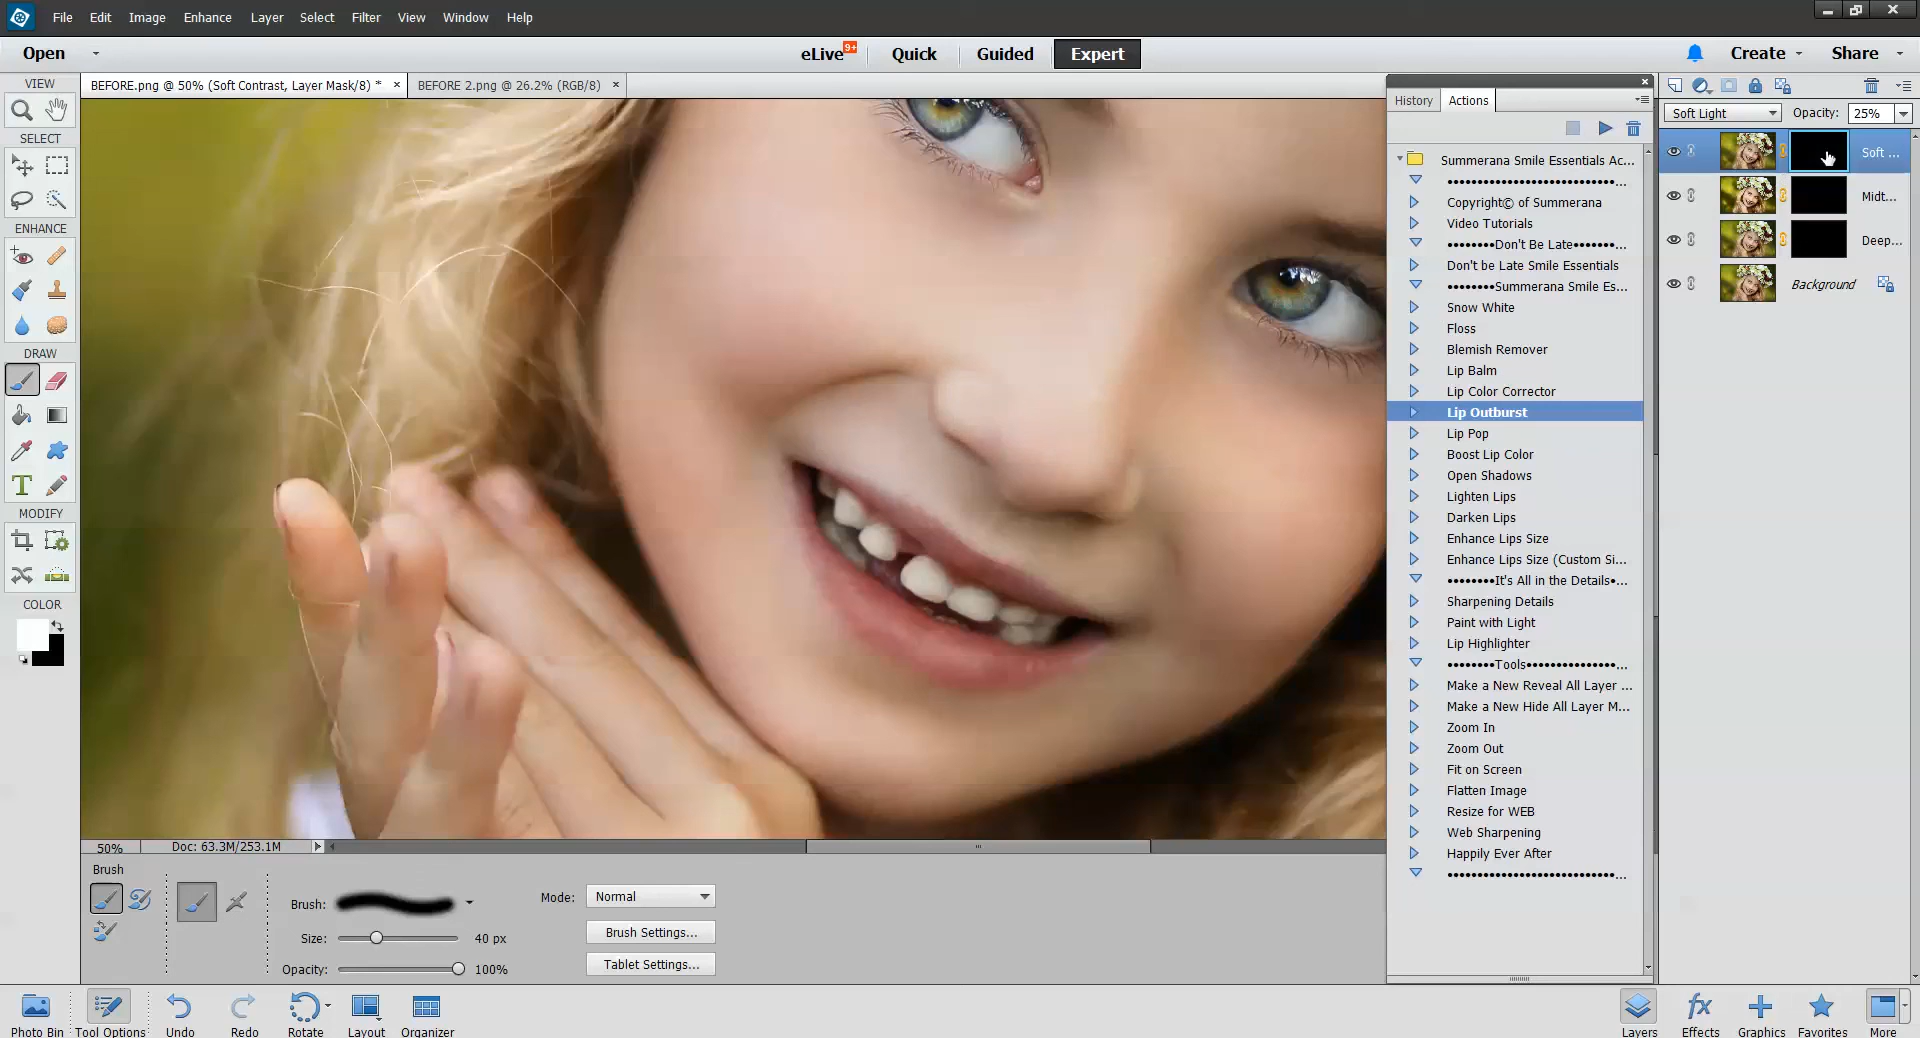 File Edit Image Enhance Layer Select Filter View Window Help
Open eLive 9+ Quick Guided Expert Create Share
VIEW
BEFORE.png @ 50% (Soft Contrast, Layer Mask/8) * × BEFORE 2.png @ 26.2% (RGB/8) ×
SELECT
ENHANCE
DRAW
T
MODIFY
COLOR
History Actions
Summerana Smile Essentials Ac...
••••••••••••••••••••••••••••...
Copyright© of Summerana
Video Tutorials
••••••••Don't Be Late•••••••...
Don't be Late Smile Essentials
••••••••Summerana Smile Es...
Snow White
Floss
Blemish Remover
Lip Balm
Lip Color Corrector
Lip Outburst
Lip Pop
Boost Lip Color
Open Shadows
Lighten Lips
Darken Lips
Enhance Lips Size
Enhance Lips Size (Custom Si...
••••••••It's All in the Details•...
Sharpening Details
Paint with Light
Lip Highlighter
••••••••Tools•••••••••••••••...
Make a New Reveal All Layer ...
Make a New Hide All Layer M...
Zoom In
Zoom Out
Fit on Screen
Flatten Image
Resize for WEB
Web Sharpening
Happily Ever After
••••••••••••••••••••••••••••...
Soft Light Opacity: 25%
Soft ...
Midt...
Deep...
Background
50% Doc: 63.3M/253.1M
Brush
Brush: Mode: Normal
Size: 40 px Brush Settings...
Opacity: 100% Tablet Settings...
Photo Bin Tool Options Undo Redo Rotate Layout Organizer
fx
Layers Effects Graphics Favorites More